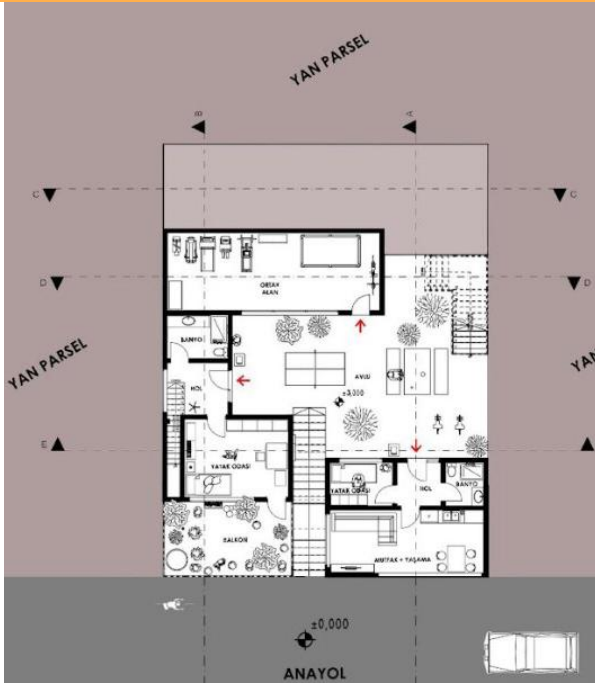 YAN PARSEL
B
A
C
C
ORTAK
ALAN
D
D
BANYO
YAN PARSEL
YAN
AVLU
HOL
±3,000
E
YATAK ODASI
YATAK ODASI
HOL
BANYO
BALKON
MUTFAK + YAŞAMA
±0,000
ANAYOL